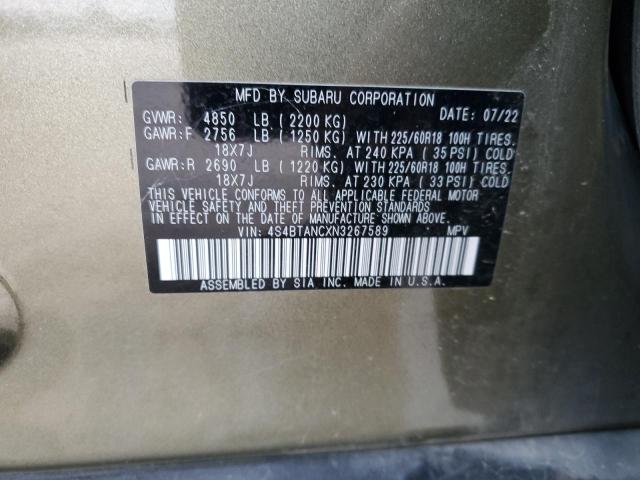 MFD BY SUBARU CORPORATION
GVWR: 4850 LB ( 2200 KG) DATE: 07/22
GAWR:F 2756 LB ( 1250 KG) WITH 225/60R18 100H TIRES.
18X7J RIMS. AT 240 KPA ( 35 PSI) COLD
GAWR:R 2690 LB ( 1220 KG) WITH 225/60R18 100H TIRES.
18X7J RIMS. AT 230 KPA ( 33 PSI) COLD
THIS VEHICLE CONFORMS TO ALL APPLICABLE FEDERAL MOTOR
VEHICLE SAFETY AND THEFT PREVENTION STANDARDS
IN EFFECT ON THE DATE OF MANUFACTURE SHOWN ABOVE.
VIN: 4S4BTANCXN3267589 MPV
ASSEMBLED BY SIA INC. MADE IN U.S.A.